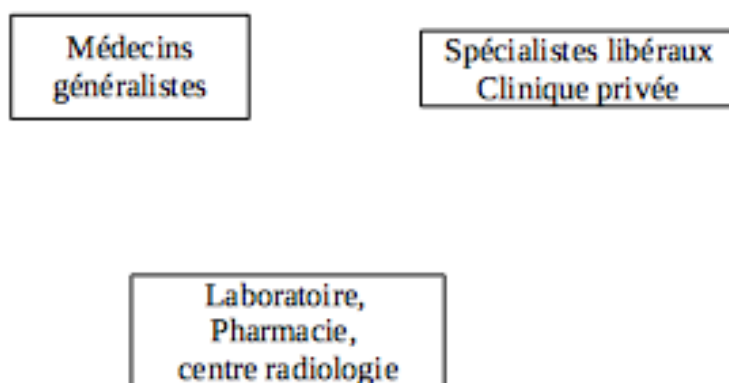 Médecins
généralistes
Spécialistes libéraux
Clinique privée
Laboratoire,
Pharmacie,
centre radiologie